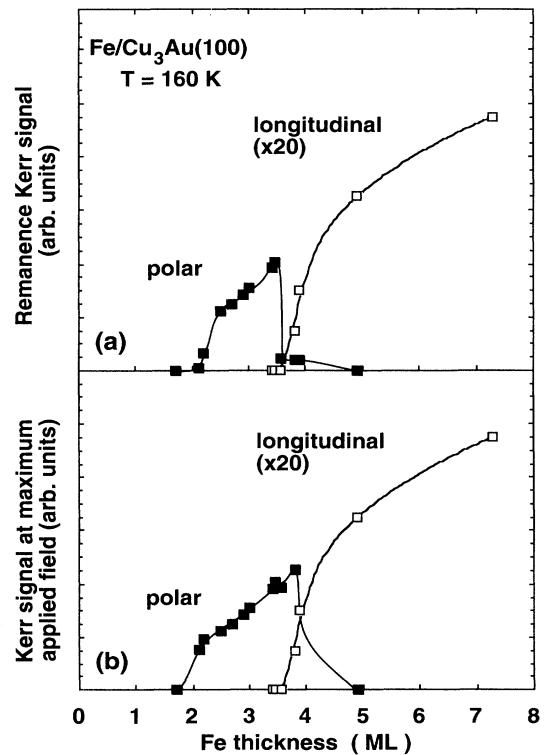 Fe/Cu3Au(100)
T = 160 K
longitudinal
(x20)
polar
(a)
Remanence Kerr signal
(arb. units)
longitudinal
(x20)
polar
(b)
Kerr signal at maximum
applied field (arb. units)
0 1 2 3 4 5 6 7 8
Fe thickness ( ML )